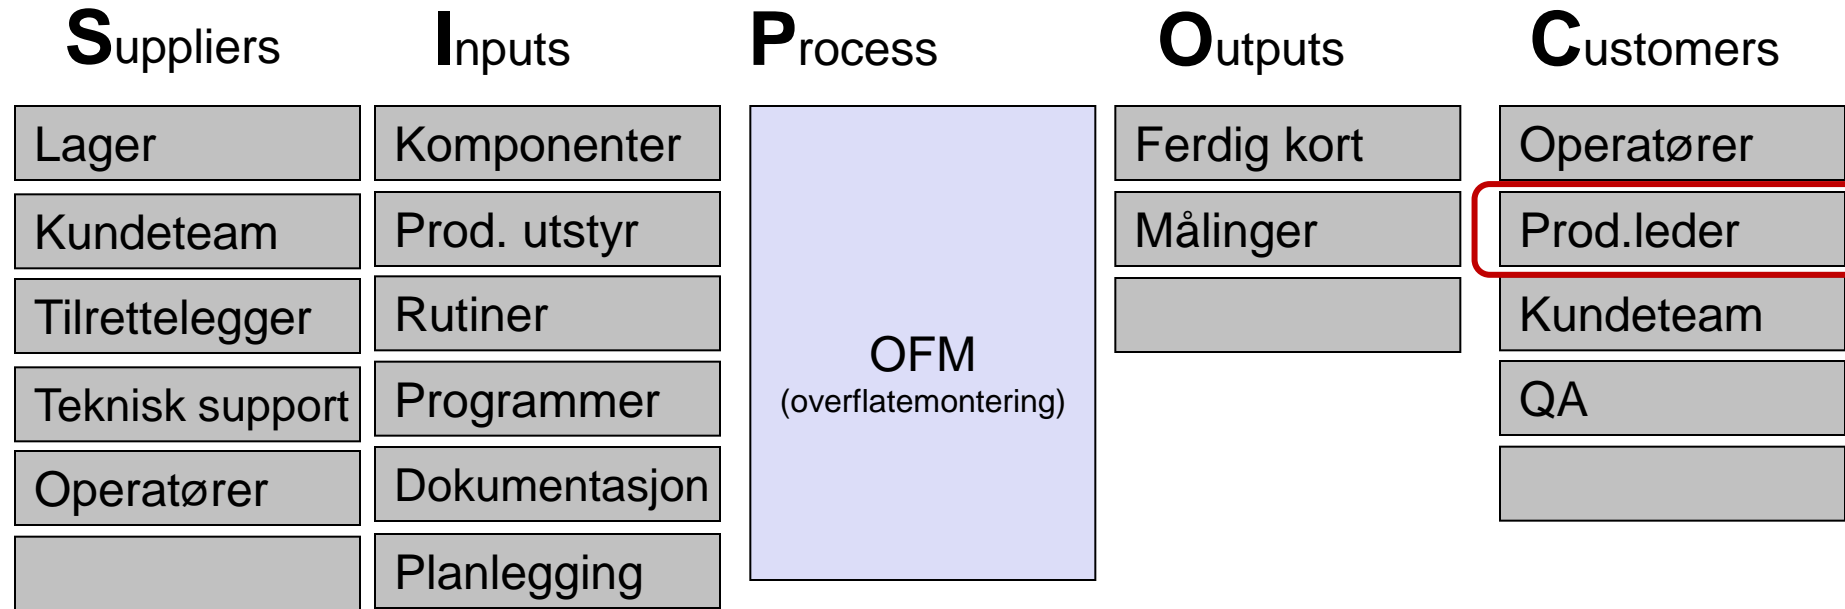 Suppliers
Inputs
Process
Outputs
Customers
Lager
Kundeteam
Tilrettelegger
Teknisk support
Operatører
Komponenter
Prod. utstyr
Rutiner
Programmer
Dokumentasjon
Planlegging
OFM
(overflatemontering)
Ferdig kort
Målinger
Operatører
Prod.leder
Kundeteam
QA